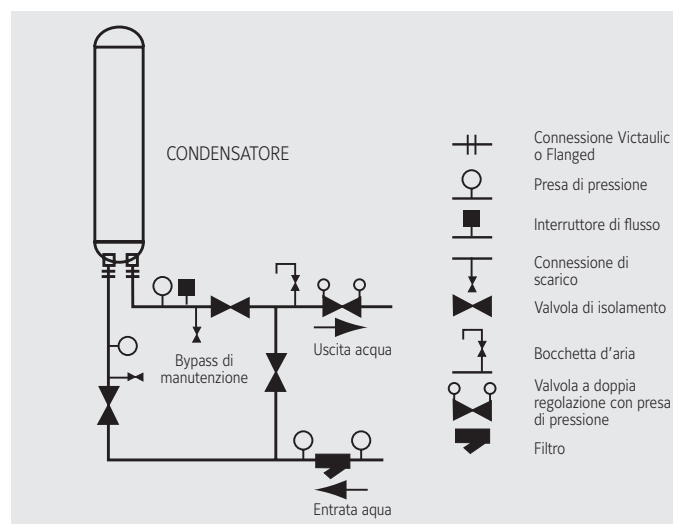 CONDENSATORE
Bypass di
manutenzione
Uscita acqua
Entrata aqua
Connessione Victaulic
o Flanged
Presa di pressione
Interruttore di flusso
Connessione di
scarico
Valvola di isolamento
Bocchetta d'aria
Valvola a doppia
regolazione con presa
di pressione
Filtro